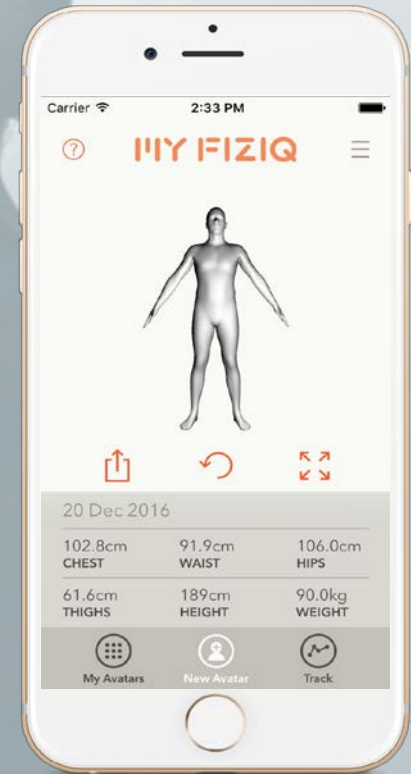 Carrier 2:33 PM
? MY FIZIQ
20 Dec 2016
102.8cm 91.9cm 106.0cm
CHEST WAIST HIPS
61.6cm 189cm 90.0kg
THIGHS HEIGHT WEIGHT
My Avatars New Avatar Track